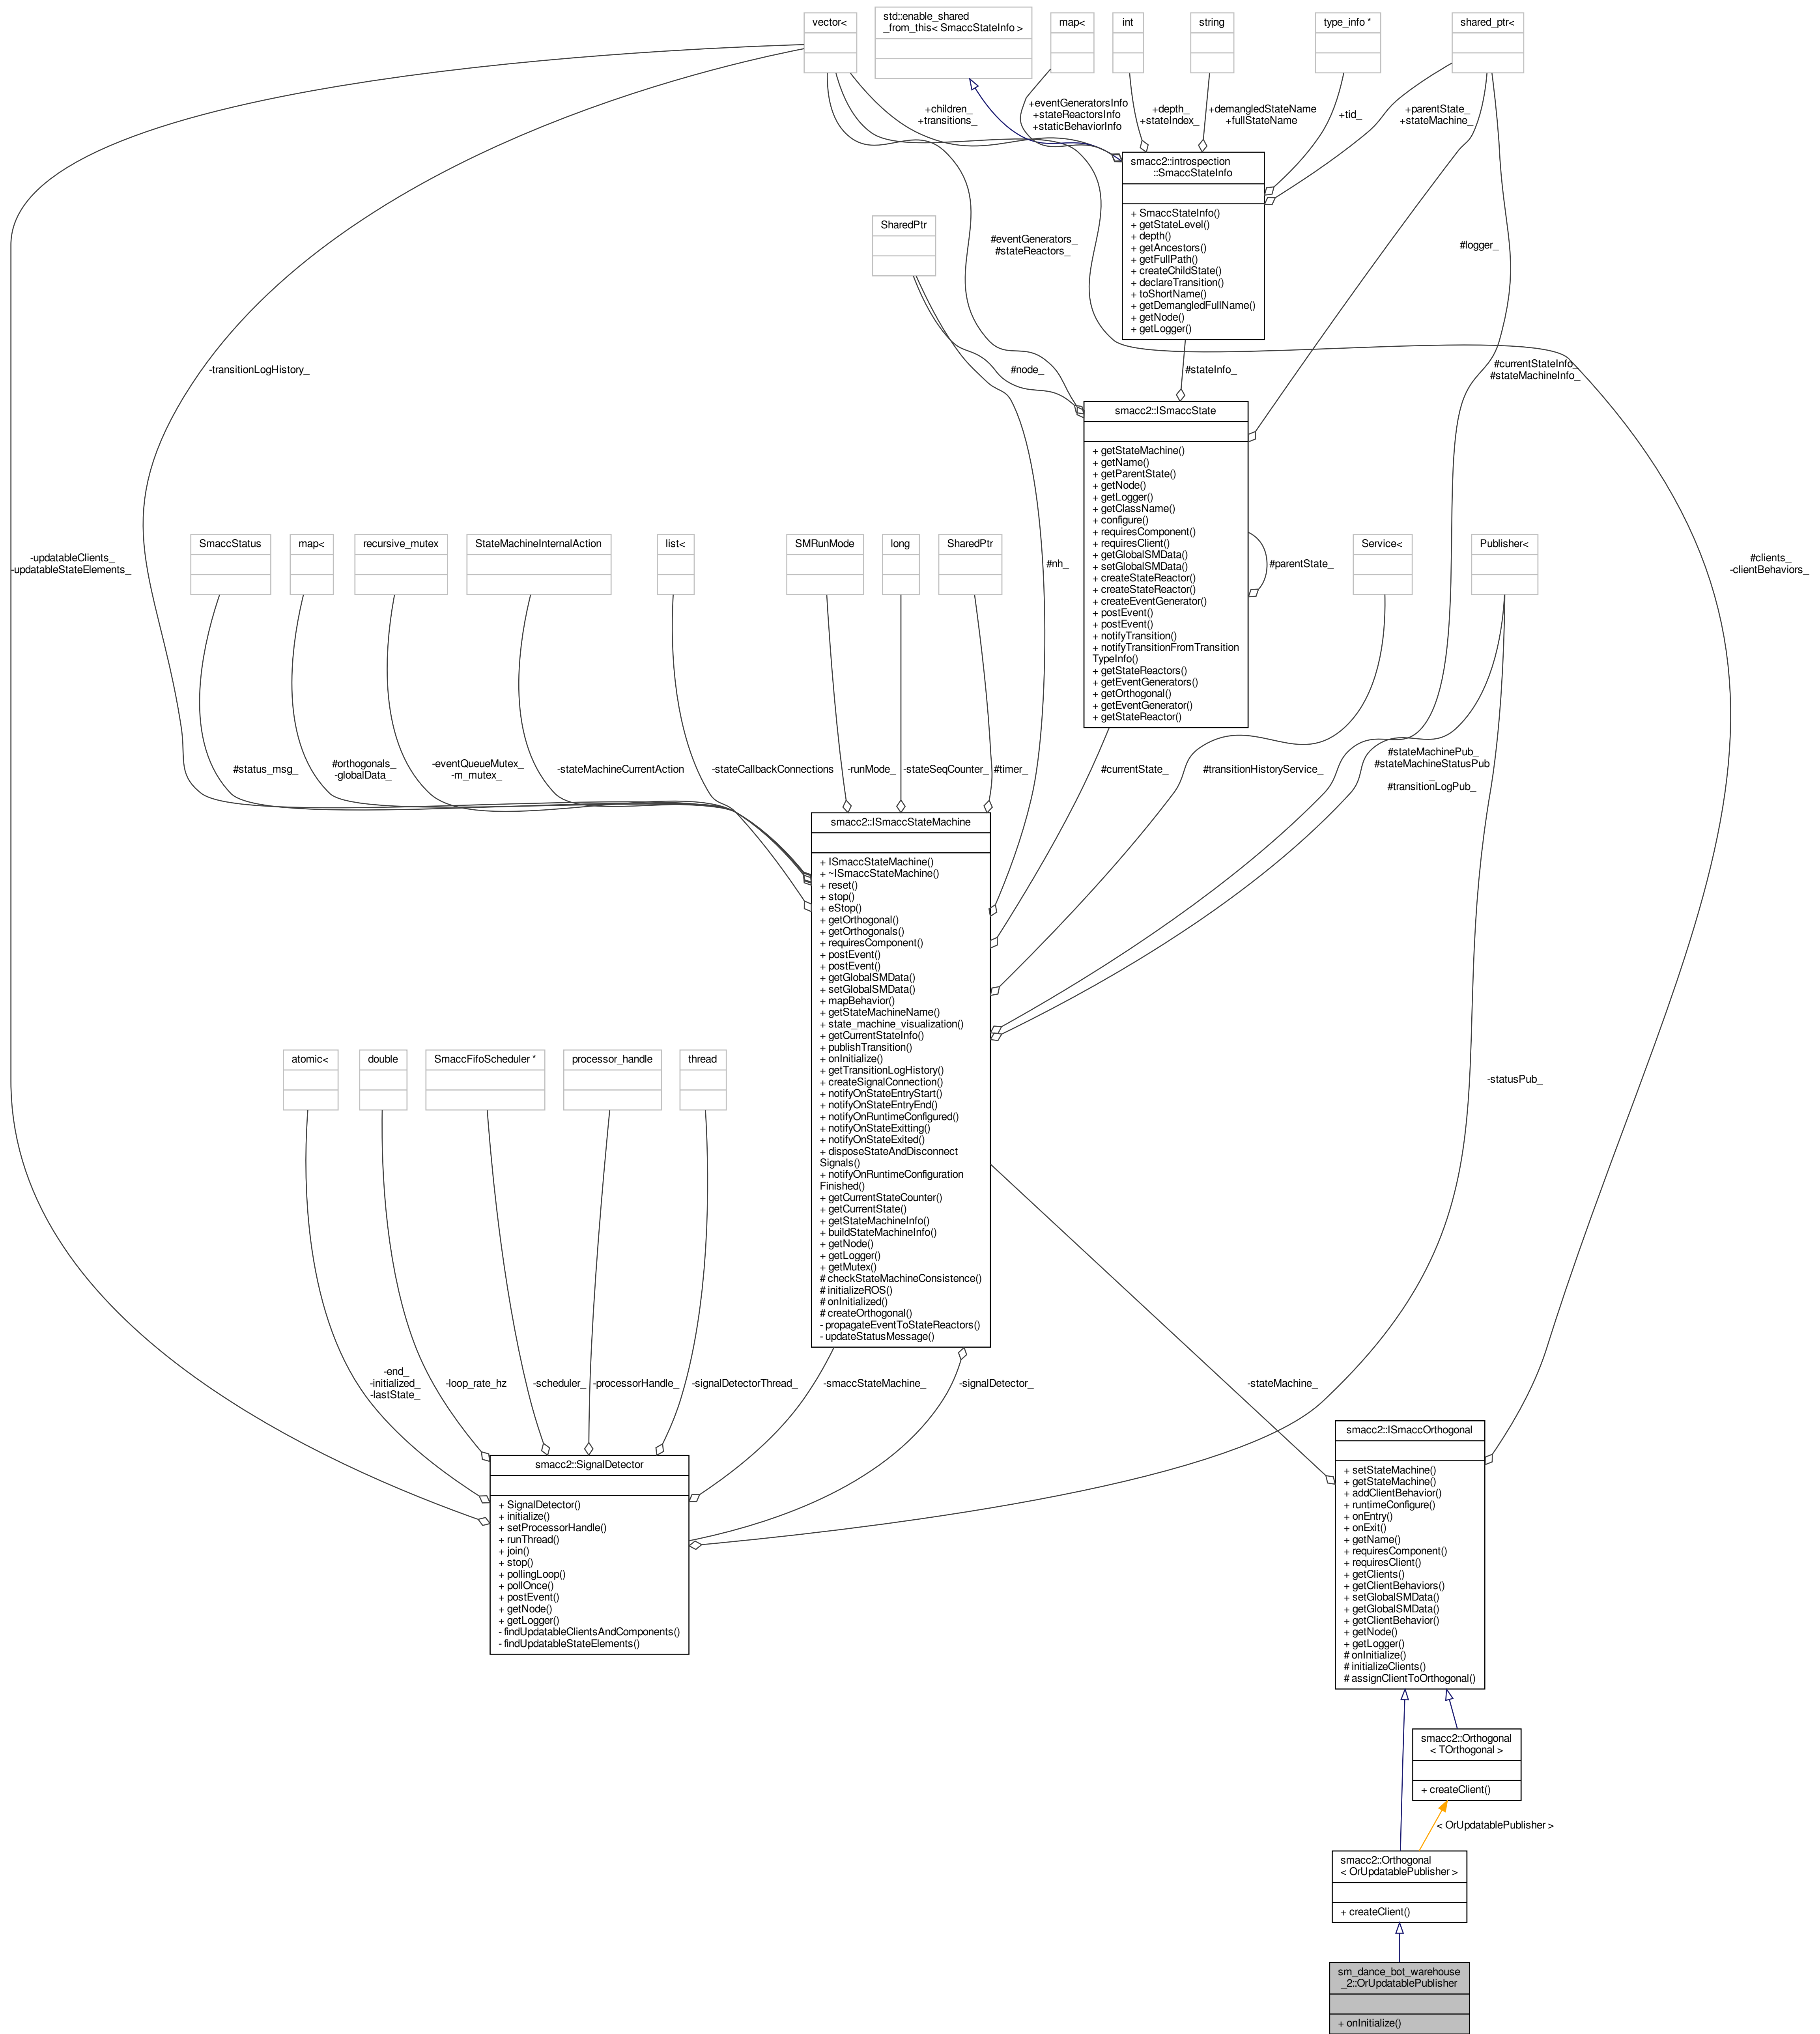 vector<
std::enable_shared
_from_this< SmaccStateInfo >
map<
int
string
type_info *
shared_ptr<
+children_
+transitions_
+eventGeneratorsInfo
+stateReactorsInfo
+staticBehaviorInfo
+depth_
+stateIndex_
+demangledStateName
+fullStateName
+tid_
+parentState_
+stateMachine_
smacc2::introspection
::SmaccStateInfo
+ SmaccStateInfo()
+ getStateLevel()
+ depth()
+ getAncestors()
+ getFullPath()
+ createChildState()
+ declareTransition()
+ toShortName()
+ getDemangledFullName()
+ getNode()
+ getLogger()
SharedPtr
#eventGenerators_
#stateReactors_
#logger_
-transitionLogHistory_
#node_
#stateInfo_
#currentStateInfo_
#stateMachineInfo_
smacc2::ISmaccState
+ getStateMachine()
+ getName()
+ getParentState()
+ getNode()
+ getLogger()
+ getClassName()
+ configure()
+ requiresComponent()
+ requiresClient()
+ getGlobalSMData()
+ setGlobalSMData()
+ createStateReactor()
+ createStateReactor()
+ createEventGenerator()
+ postEvent()
+ postEvent()
+ notifyTransition()
+ notifyTransitionFromTransition
TypeInfo()
+ getStateReactors()
+ getEventGenerators()
+ getOrthogonal()
+ getEventGenerator()
+ getStateReactor()
-updatableClients_
-updatableStateElements_
SmaccStatus
map<
recursive_mutex
StateMachineInternalAction
list<
SMRunMode
long
SharedPtr
#nh_
#parentState_
Service<
Publisher<
#clients_
-clientBehaviors_
#status_msg_
#orthogonals_
-globalData_
-eventQueueMutex_
-m_mutex_
-stateMachineCurrentAction
-stateCallbackConnections
-runMode_
-stateSeqCounter_
#timer_
#currentState_
#transitionHistoryService_
#stateMachinePub_
#stateMachineStatusPub
_
#transitionLogPub_
smacc2::ISmaccStateMachine
+ ISmaccStateMachine()
+ ~ISmaccStateMachine()
+ reset()
+ stop()
+ eStop()
+ getOrthogonal()
+ getOrthogonals()
+ requiresComponent()
+ postEvent()
+ postEvent()
+ getGlobalSMData()
+ setGlobalSMData()
+ mapBehavior()
+ getStateMachineName()
+ state_machine_visualization()
+ getCurrentStateInfo()
+ publishTransition()
+ onInitialize()
+ getTransitionLogHistory()
+ createSignalConnection()
+ notifyOnStateEntryStart()
+ notifyOnStateEntryEnd()
+ notifyOnRuntimeConfigured()
+ notifyOnStateExitting()
+ notifyOnStateExited()
+ disposeStateAndDisconnect
Signals()
+ notifyOnRuntimeConfiguration
Finished()
+ getCurrentStateCounter()
+ getCurrentState()
+ getStateMachineInfo()
+ buildStateMachineInfo()
+ getNode()
+ getLogger()
+ getMutex()
# checkStateMachineConsistence()
# initializeROS()
# onInitialized()
# createOrthogonal()
- propagateEventToStateReactors()
- updateStatusMessage()
atomic<
double
SmaccFifoScheduler *
processor_handle
thread
-statusPub_
-end_
-initialized_
-lastState_
-loop_rate_hz
-scheduler_
-processorHandle_
-signalDetectorThread_
-smaccStateMachine_
-signalDetector_
-stateMachine_
smacc2::SignalDetector
+ SignalDetector()
+ initialize()
+ setProcessorHandle()
+ runThread()
+ join()
+ stop()
+ pollingLoop()
+ pollOnce()
+ postEvent()
+ getNode()
+ getLogger()
- findUpdatableClientsAndComponents()
- findUpdatableStateElements()
smacc2::ISmaccOrthogonal
+ setStateMachine()
+ getStateMachine()
+ addClientBehavior()
+ runtimeConfigure()
+ onEntry()
+ onExit()
+ getName()
+ requiresComponent()
+ requiresClient()
+ getClients()
+ getClientBehaviors()
+ setGlobalSMData()
+ getGlobalSMData()
+ getClientBehavior()
+ getNode()
+ getLogger()
# onInitialize()
# initializeClients()
# assignClientToOrthogonal()
smacc2::Orthogonal
< TOrthogonal >
+ createClient()
< OrUpdatablePublisher >
smacc2::Orthogonal
< OrUpdatablePublisher >
+ createClient()
sm_dance_bot_warehouse
_2::OrUpdatablePublisher
+ onInitialize()